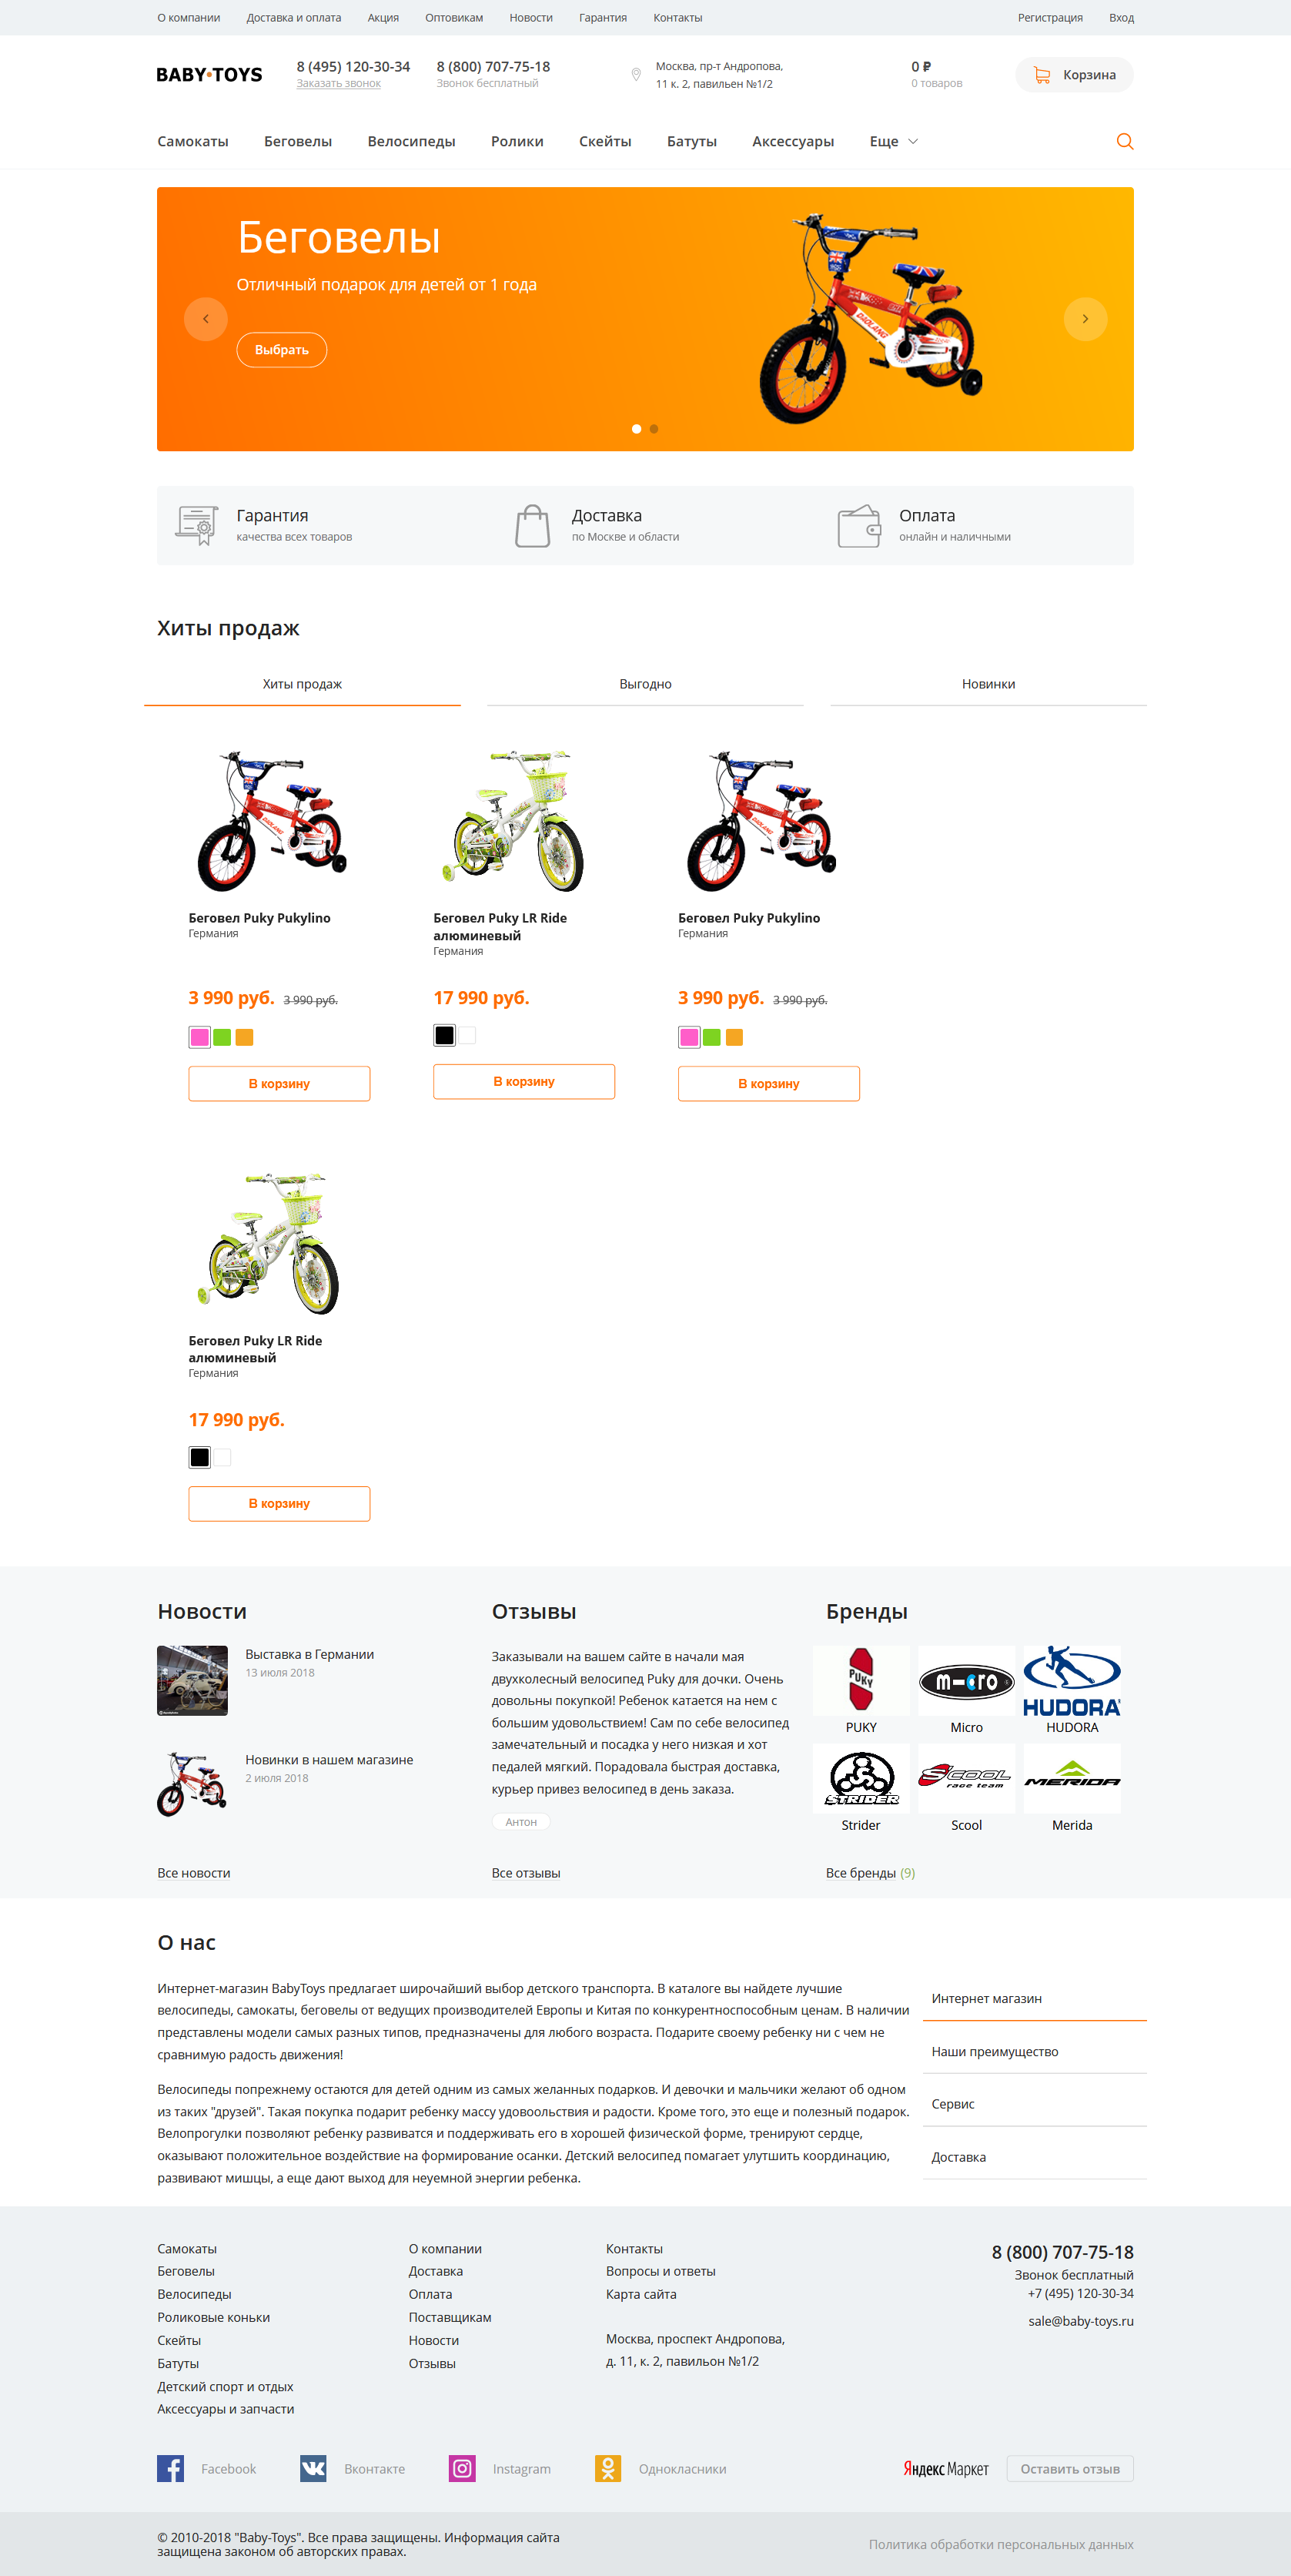 О компании Доставка и оплата Акция Оптовикам Новости Гарантия Контакты Регистрация Вход
BABY•TOYS
8 (495) 120-30-34
Заказать звонок
8 (800) 707-75-18
Звонок бесплатный
Москва, пр-т Андропова,
11 к. 2, павильен №1/2
0 ₽
0 товаров
Корзина
Самокаты Беговелы Велосипеды Ролики Скейты Батуты Аксессуары Еще
Беговелы
Отличный подарок для детей от 1 года
Выбрать
Гарантия
качества всех товаров
Доставка
по Москве и области
Оплата
онлайн и наличными
Хиты продаж
Хиты продаж Выгодно Новинки
Беговел Puky Pukylino
Германия
3 990 руб. 3 990 руб.
В корзину
Беговел Puky LR Ride
алюминевый
Германия
17 990 руб.
В корзину
Беговел Puky Pukylino
Германия
3 990 руб. 3 990 руб.
В корзину
Беговел Puky LR Ride
алюминевый
Германия
17 990 руб.
В корзину
Новости
Выставка в Германии
13 июля 2018
Новинки в нашем магазине
2 июля 2018
Все новости
Отзывы
Заказывали на вашем сайте в начали мая
двухколесный велосипед Puky для дочки. Очень
довольны покупкой! Ребенок катается на нем с
большим удовольствием! Сам по себе велосипед
замечательный и посадка у него низкая и хот
педалей мягкий. Порадовала быстрая доставка,
курьер привез велосипед в день заказа.
Антон
Все отзывы
Бренды
PUKY
m-cro
HUDORA
PUKY Micro HUDORA
STRIDER
SCOOL
race team
MERIDA
Strider Scool Merida
Все бренды (9)
О нас
Интернет-магазин BabyToys предлагает широчайший выбор детского транспорта. В каталоге вы найдете лучшие
велосипеды, самокаты, беговелы от ведущих производителей Европы и Китая по конкурентноспособным ценам. В наличии
представлены модели самых разных типов, предназначены для любого возраста. Подарите своему ребенку ни с чем не
сравнимую радость движения!
Велосипеды попрежнему остаются для детей одним из самых желанных подарков. И девочки и мальчики желают об одном
из таких "друзей". Такая покупка подарит ребенку массу удовоольствия и радости. Кроме того, это еще и полезный подарок.
Велопрогулки позволяют ребенку развиватся и поддерживать его в хорошей физической форме, тренируют сердце,
оказывают положительное воздействие на формирование осанки. Детский велосипед помагает улутшить координацию,
развивают мишцы, а еще дают выход для неуемной энергии ребенка.
Интернет магазин
Наши преимущество
Сервис
Доставка
Самокаты
Беговелы
Велосипеды
Роликовые коньки
Скейты
Батуты
Детский спорт и отдых
Аксессуары и запчасти
О компании
Доставка
Оплата
Поставщикам
Новости
Отзывы
Контакты
Вопросы и ответы
Карта сайта
Москва, проспект Андропова,
д. 11, к. 2, павильон №1/2
8 (800) 707-75-18
Звонок бесплатный
+7 (495) 120-30-34
sale@baby-toys.ru
Facebook Вконтакте Instagram Однокласники
Яндекс Маркет
Оставить отзыв
© 2010-2018 "Baby-Toys". Все права защищены. Информация сайта
защищена законом об авторских правах.
Политика обработки персональных данных